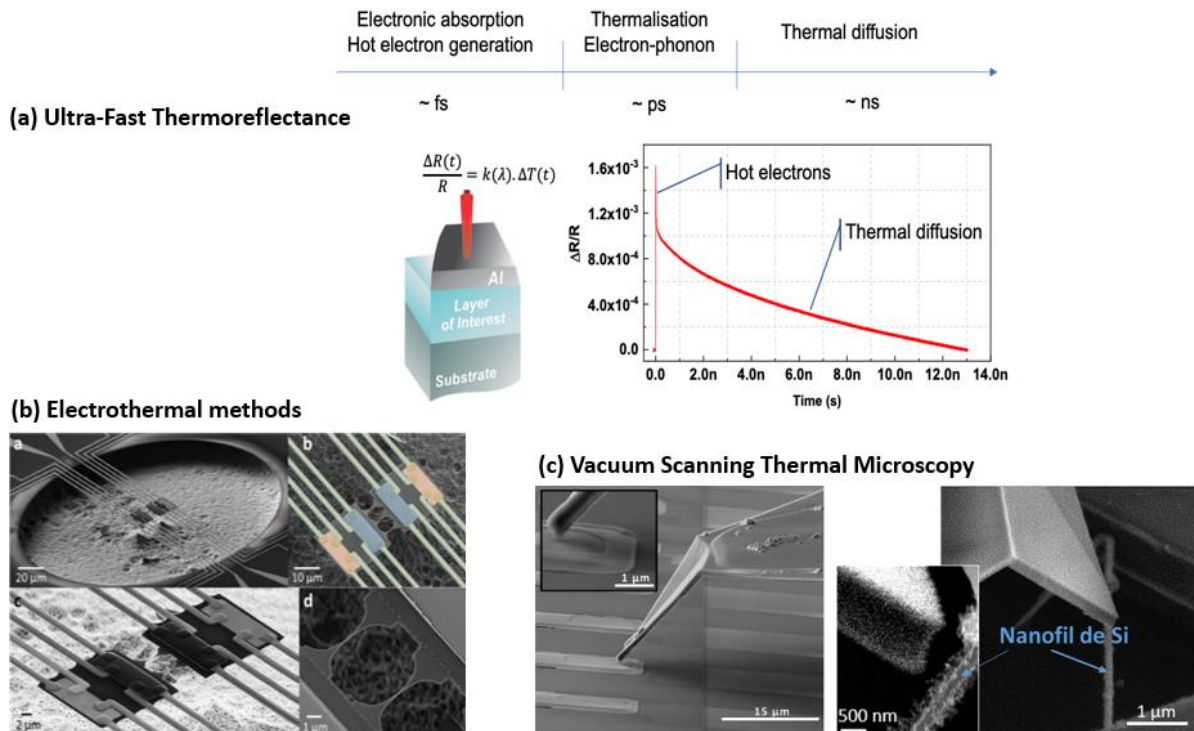 Electronic absorption
Hot electron generation
Thermalisation
Electron-phonon
Thermal diffusion
~ fs
~ ps
~ ns
(a) Ultra-Fast Thermoreflectance
ΔR(t)/R = k(λ). ΔT(t)
Al
Layer
of Interest
Substrate
ΔR/R
1.6x10⁻³
1.2x10⁻³
8.0x10⁻⁴
4.0x10⁻⁴
0.0
Hot electrons
Thermal diffusion
0.0 2.0n 4.0n 6.0n 8.0n 10.0n 12.0n 14.0n
Time (s)
(b) Electrothermal methods
a
20 µm
b
10 µm
c
2 µm
d
1 µm
(c) Vacuum Scanning Thermal Microscopy
1 µm
15 µm
Nanofil de Si
500 nm
1 µm